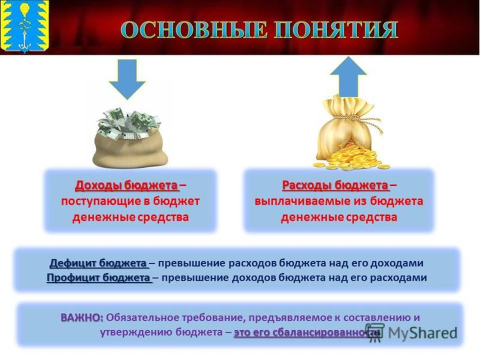 ОСНОВНЫЕ ПОНЯТИЯ
Доходы бюджета –
поступающие в бюджет
денежные средства
Расходы бюджета –
выплачиваемые из бюджета
денежные средства
Дефицит бюджета – превышение расходов бюджета над его доходами
Профицит бюджета – превышение доходов бюджета над его расходами
ВАЖНО: Обязательное требование, предъявляемое к составлению и
утверждению бюджета – это его сбалансированность
MyShared